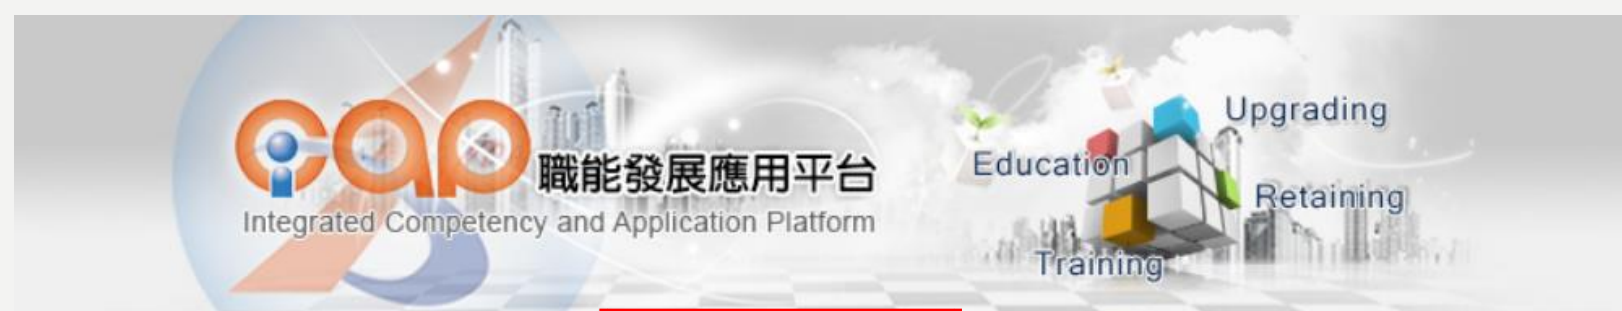 icap 職能發展應用平台
Integrated Competency and Application Platform
Upgrading
Education
Retaining
Training